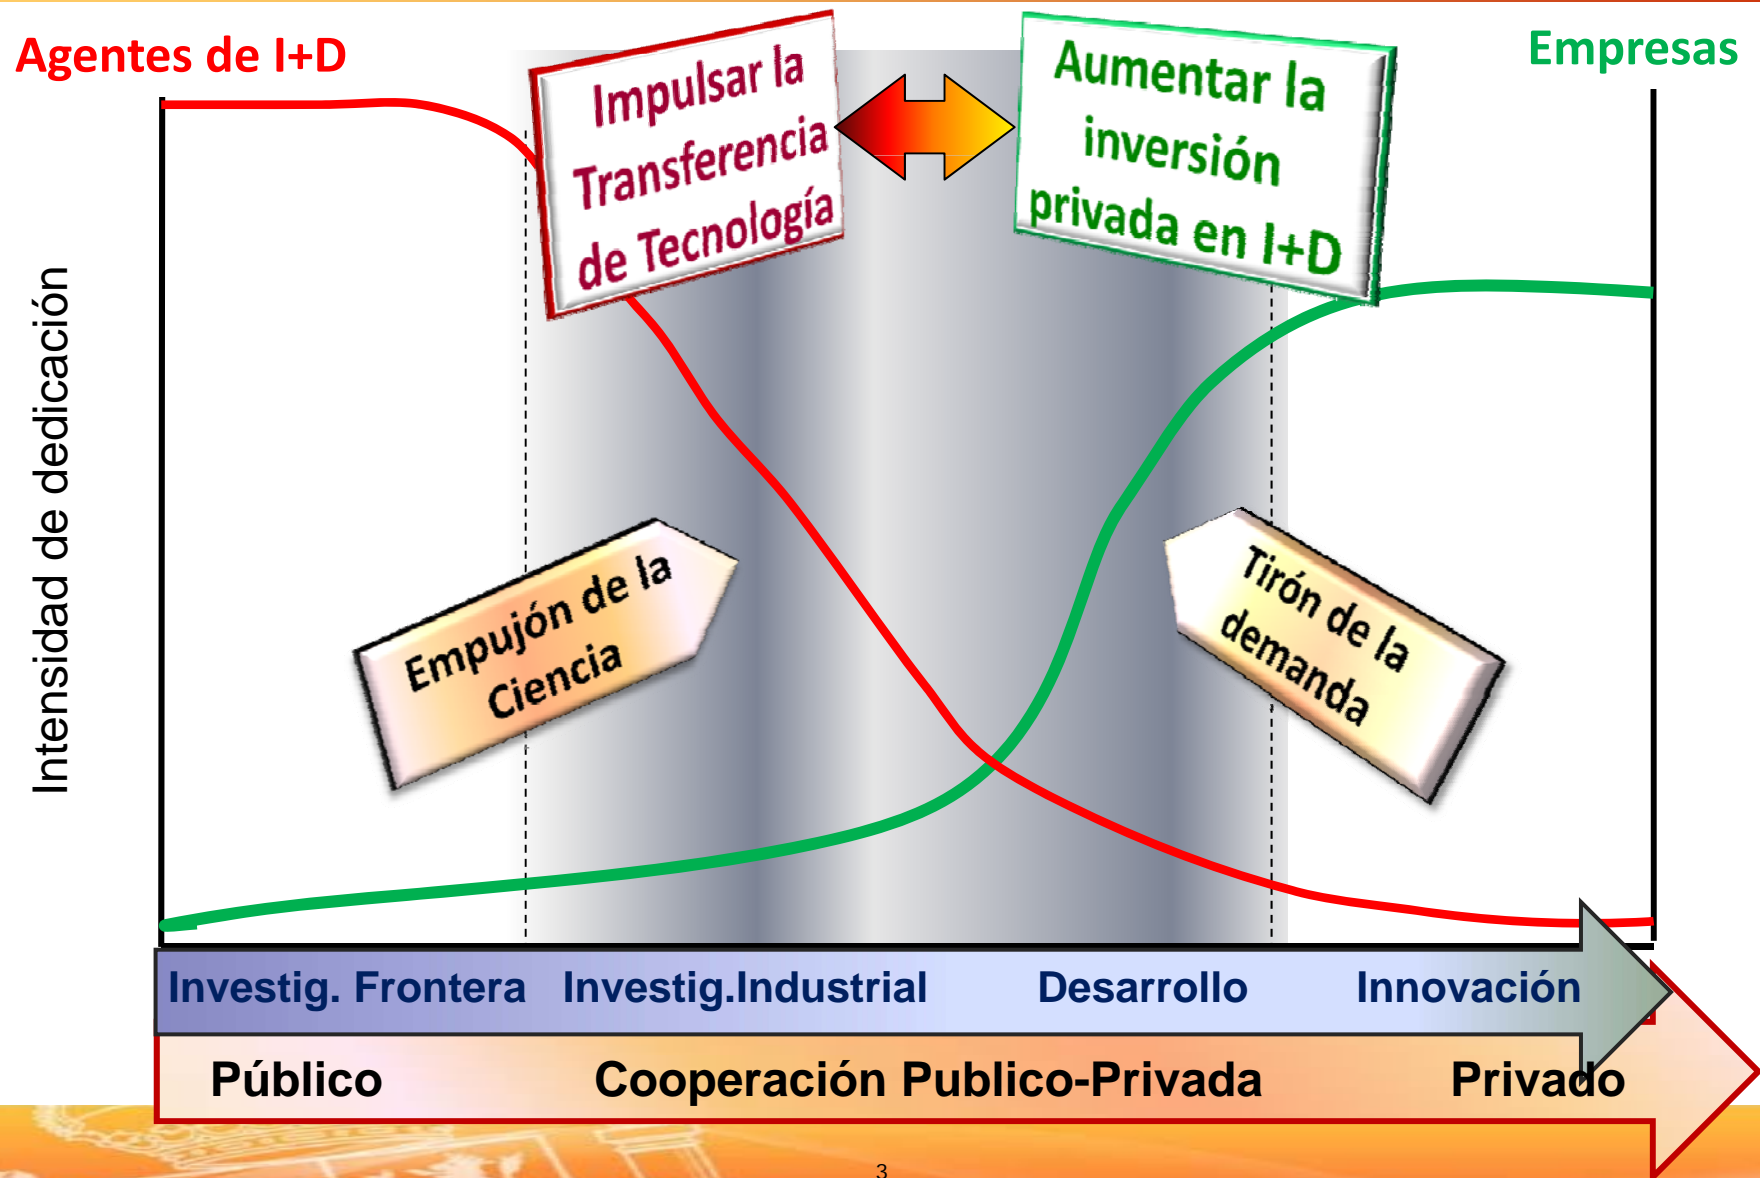 Agentes de I+D
Impulsar la
Transferencia
de Tecnología
Aumentar la
inversión
privada en I+D
Empresas
Intensidad de dedicación
Empujón de la
Ciencia
Tirón de la
demanda
Investig. Frontera
Investig.Industrial
Desarrollo
Innovación
Público
Cooperación Publico-Privada
Privado
3